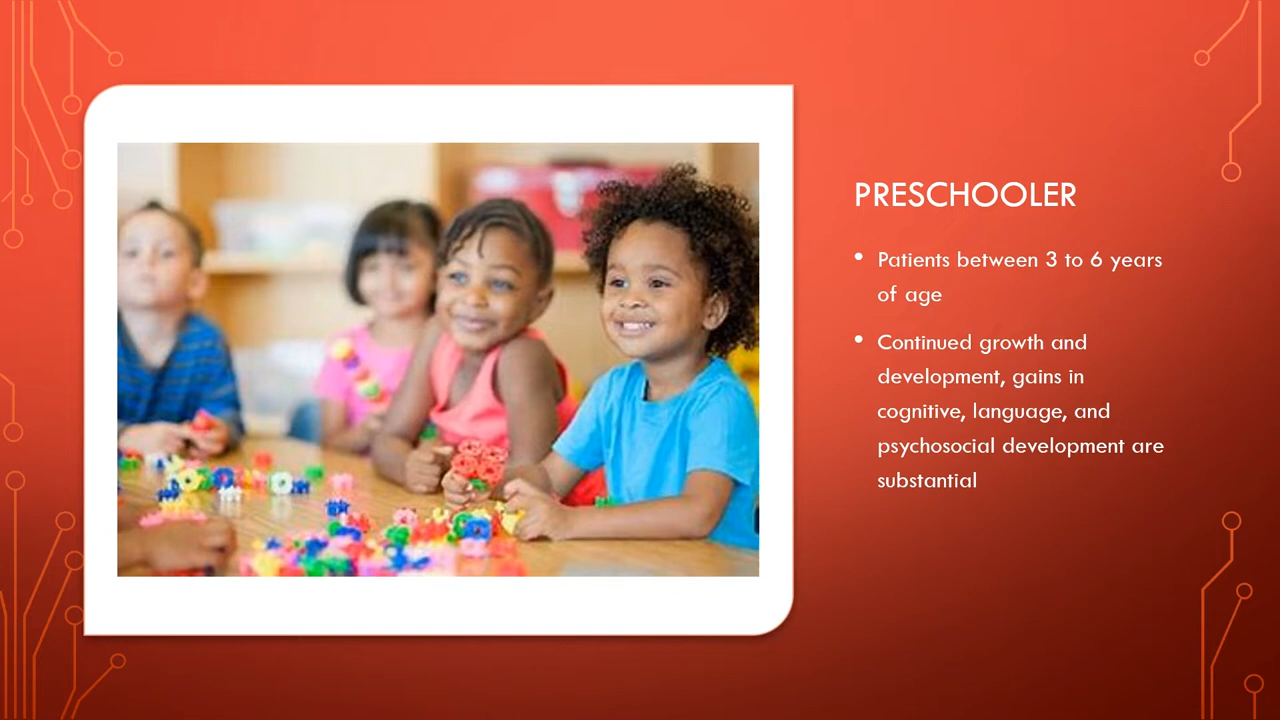 PRESCHOOLER
• Patients between 3 to 6 years
of age
• Continued growth and
development, gains in
cognitive, language, and
psychosocial development are
substantial